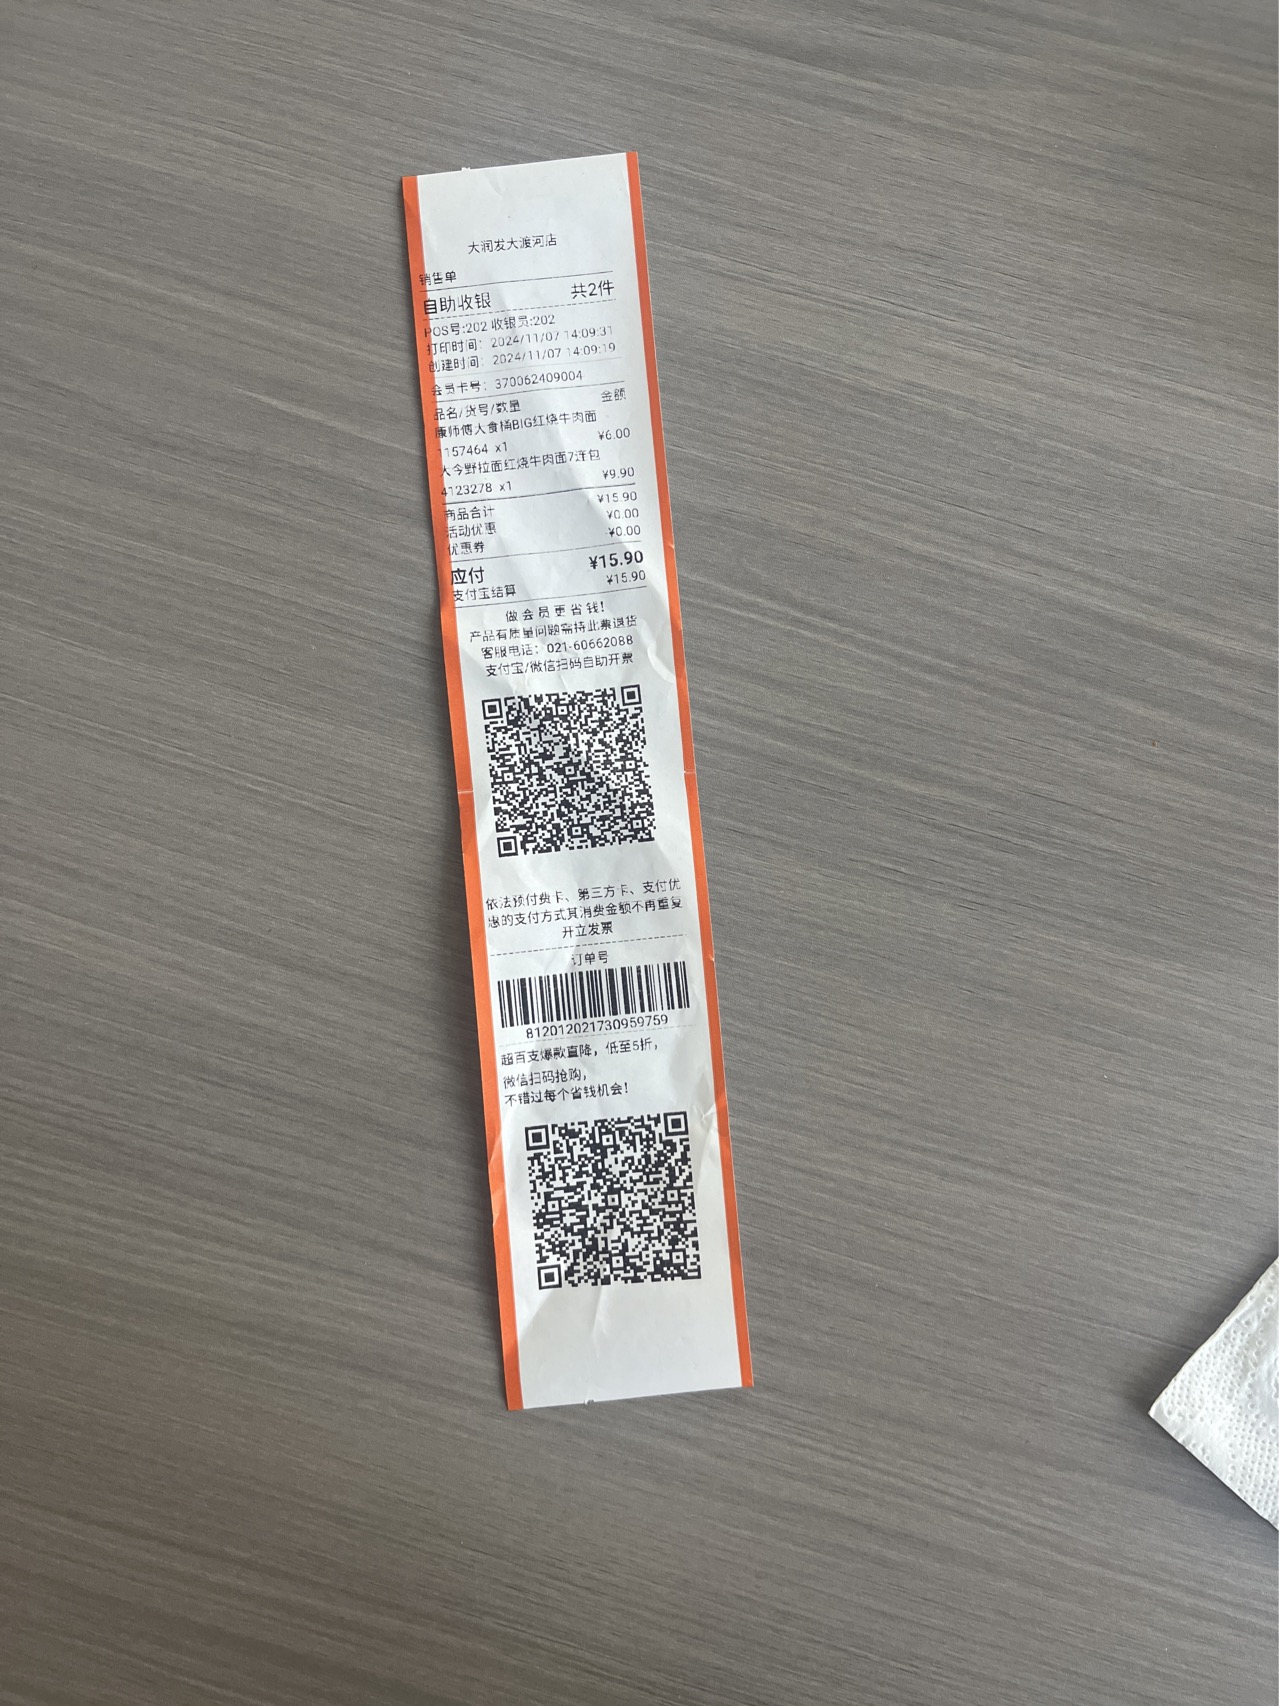 大润发大渡河店
销售单
自助收银 共2件
POS号:202 收银员:202
打印时间: 2024/11/07 14:09:31
创建时间: 2024/11/07 14:09:19
会员卡号: 370062409004
品名/货号/数量 金额
康师傅大食桶BIG红烧牛肉面
1157464 x1 ¥6.00
大今野拉面红烧牛肉面7连包
4123278 x1 ¥9.90
商品合计 ¥15.90
活动优惠 ¥0.00
优惠券 -¥0.00
应付 ¥15.90
支付宝结算 ¥15.90
做会员更省钱!
产品有质量问题需持此票退货
客服电话: 021-60662088
支付宝/微信扫码自助开票
依法预付费卡、第三方卡、支付优
惠的支付方式其消费金额不再重复
开立发票
订单号
812012021730959759
超百支爆款直降，低至5折，
微信扫码抢购，
不错过每个省钱机会!